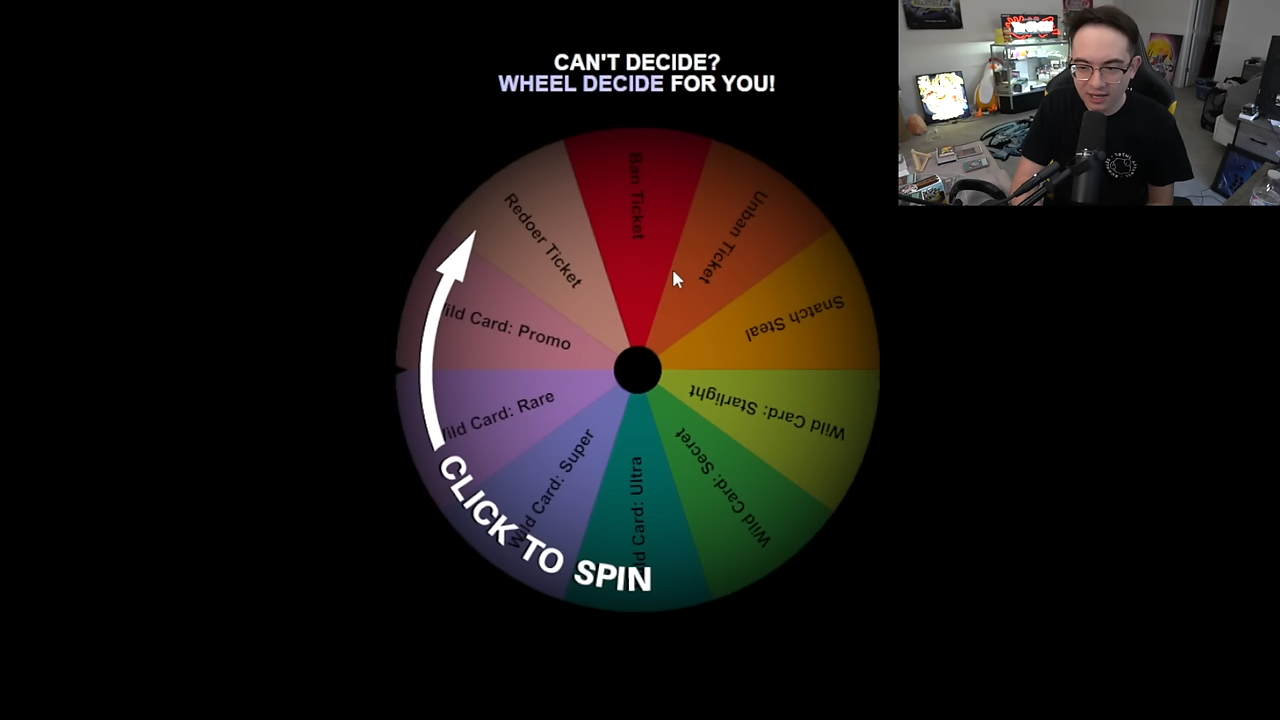 CAN'T DECIDE?
WHEEL DECIDE FOR YOU!
Ban Ticket
Unban Ticket
Snatch Steal
Wild Card: Starlight
Wild Card: Secret
Wild Card: Ultra
Wild Card: Super
Wild Card: Rare
Wild Card: Promo
Redoer Ticket
CLICK TO SPIN